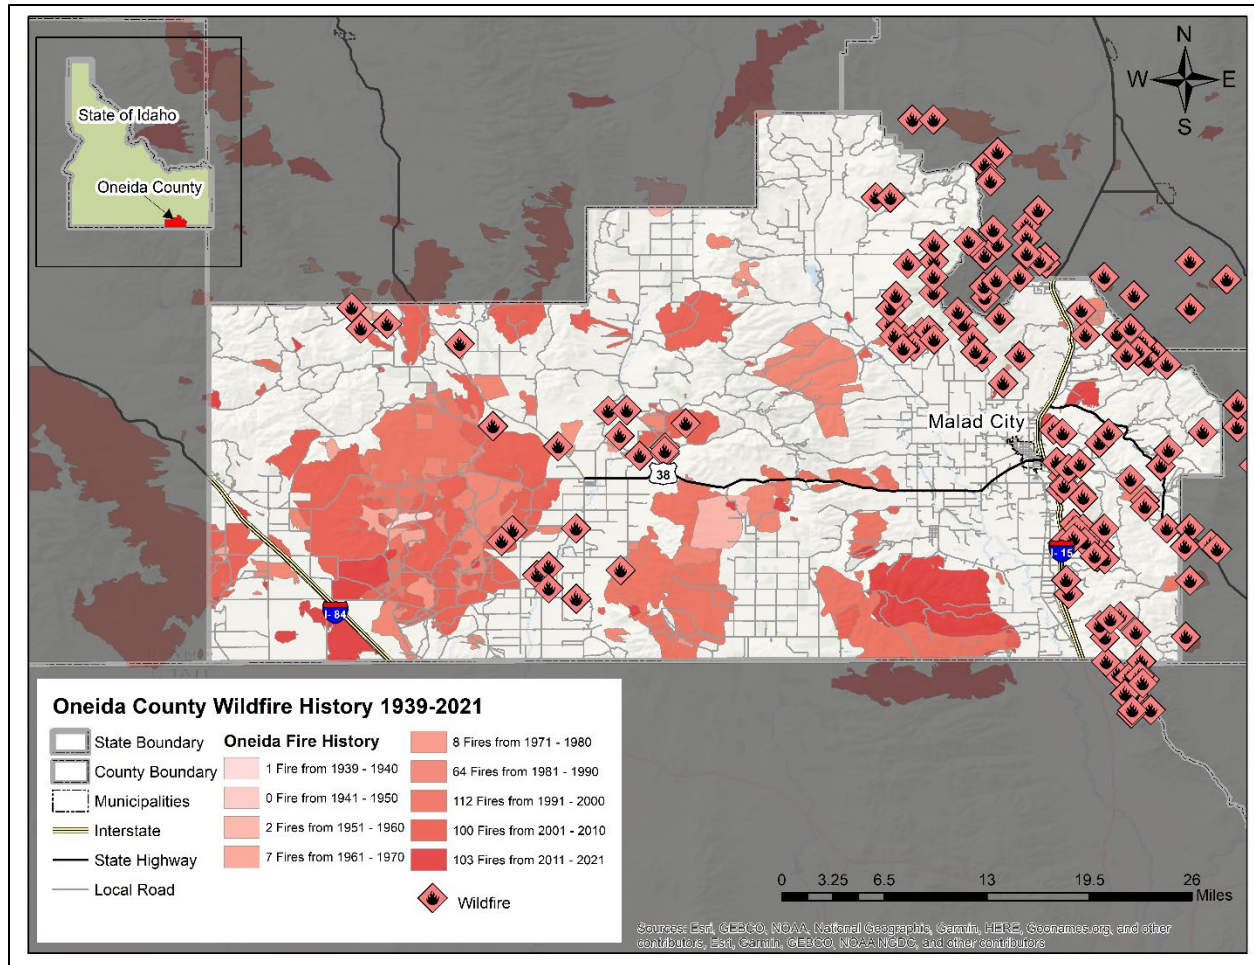 N
W E
S
State of Idaho
Oneida County
Malad City
38
I-15
I-84
Oneida County Wildfire History 1939-2021
State Boundary
County Boundary
Municipalities
Interstate
State Highway
Local Road
Oneida Fire History
1 Fire from 1939 - 1940
0 Fire from 1941 - 1950
2 Fires from 1951 - 1960
7 Fires from 1961 - 1970
8 Fires from 1971 - 1980
64 Fires from 1981 - 1990
112 Fires from 1991 - 2000
100 Fires from 2001 - 2010
103 Fires from 2011 - 2021
Wildfire
0 3.25 6.5 13 19.5 26
Miles
Sources: Esri, GEBCO, NOAA, National Geographic, Garmin, HERE, Geonames.org, and other
contributors, Esri, Garmin, GEBCO, NOAA NGDC, and other contributors